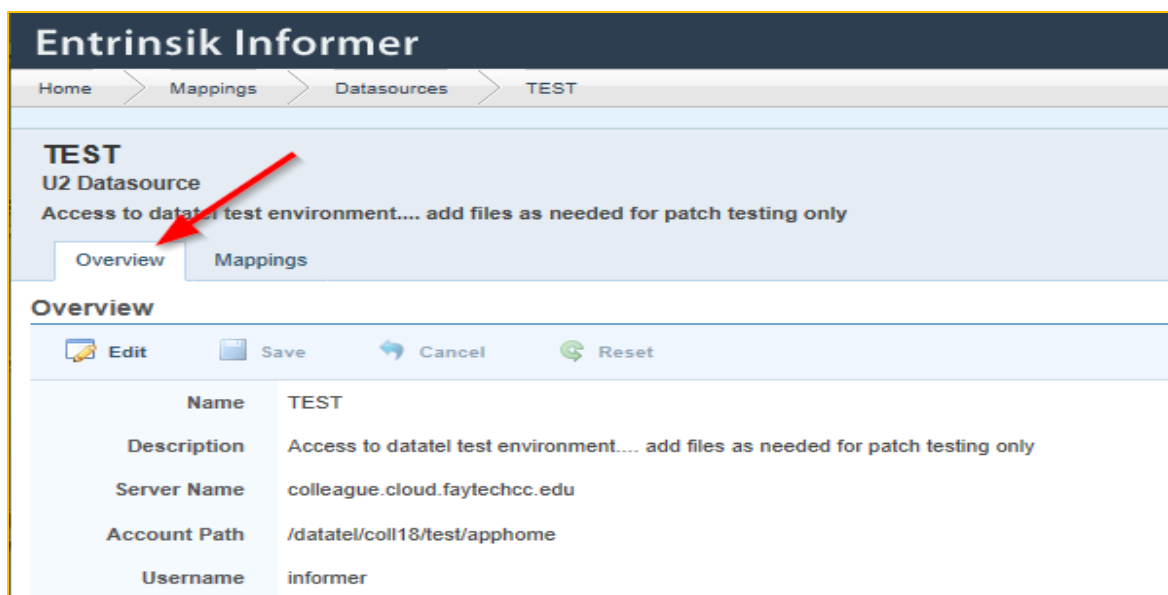 Entrinsik Informer
Home Mappings Datasources TEST
TEST
U2 Datasource
Access to datatel test environment.... add files as needed for patch testing only
Overview Mappings
Overview
Edit Save Cancel Reset
Name TEST
Description Access to datatel test environment.... add files as needed for patch testing only
Server Name colleague.cloud.faytechcc.edu
Account Path /datatel/coll18/test/apphome
Username informer